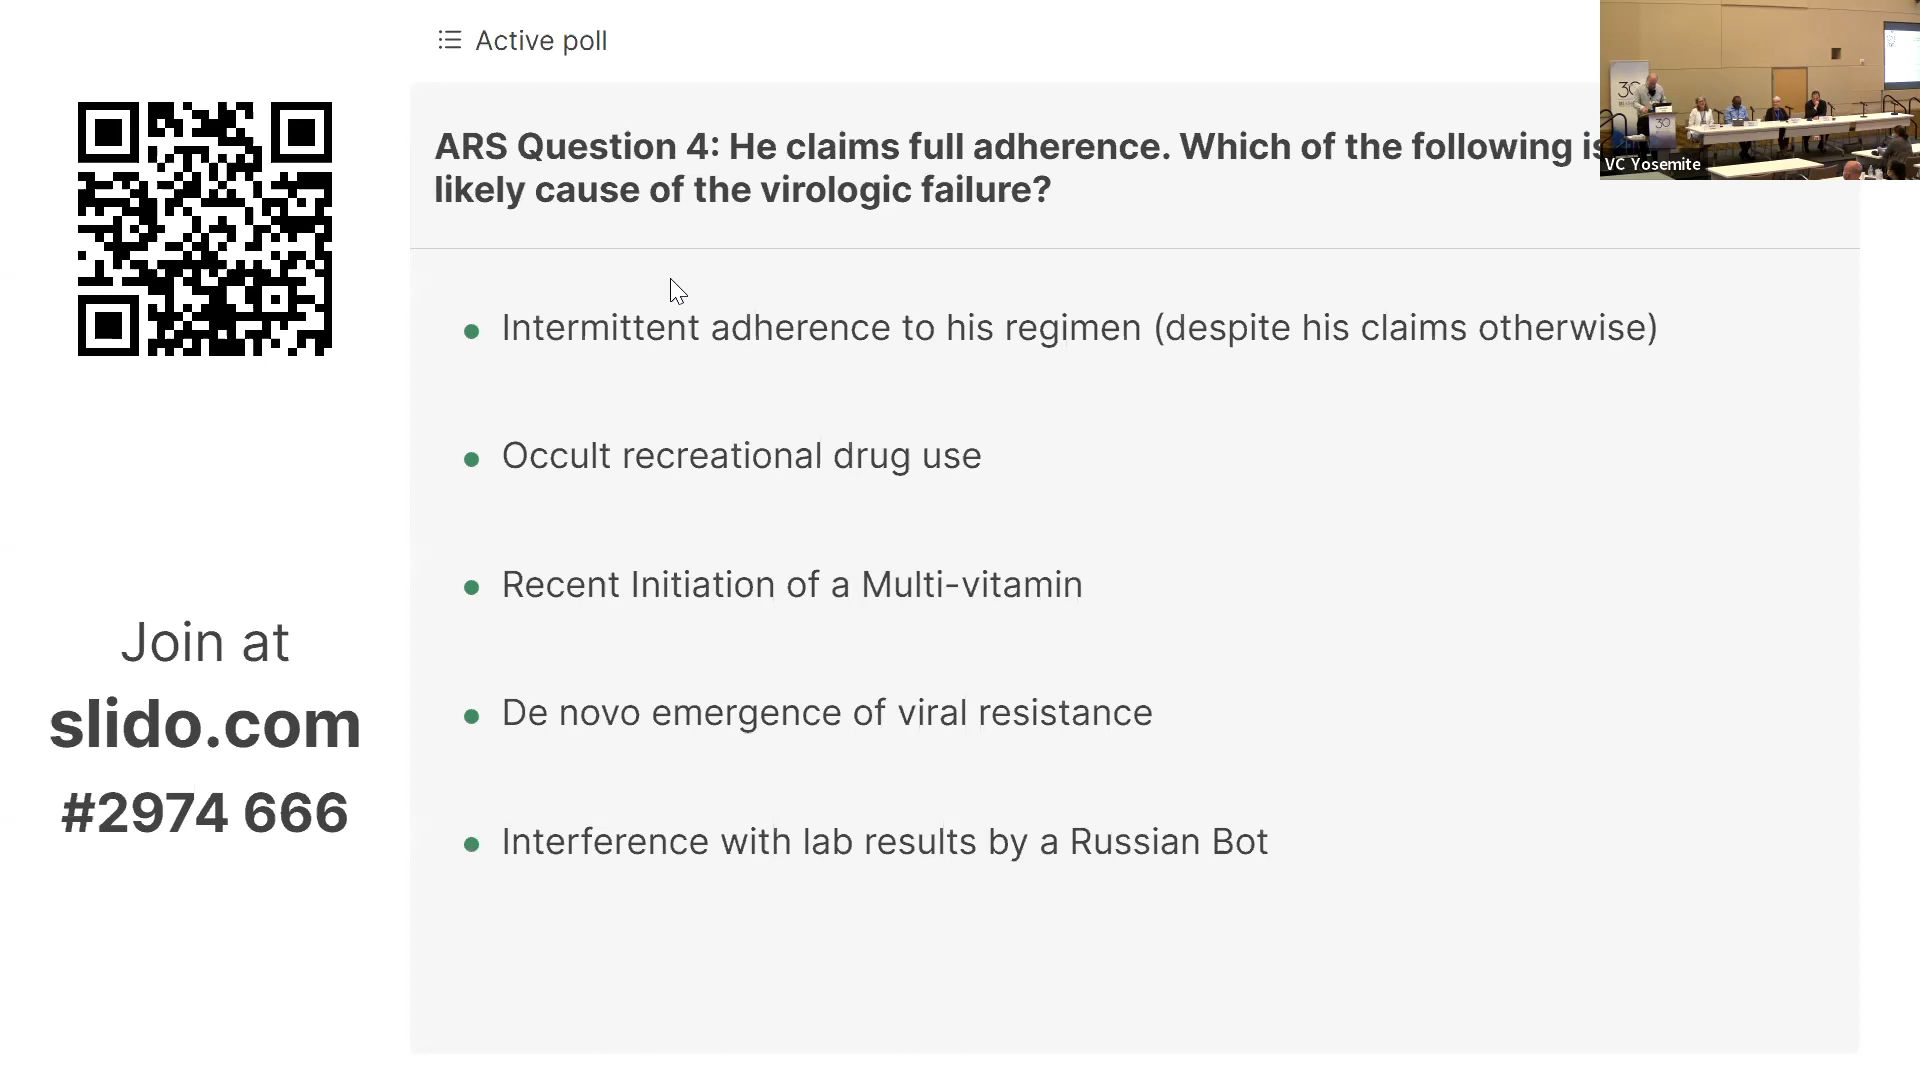 Active poll
ARS Question 4: He claims full adherence. Which of the following is
likely cause of the virologic failure?
VC Yosemite
30
30
Intermittent adherence to his regimen (despite his claims otherwise)
Occult recreational drug use
Recent Initiation of a Multi-vitamin
De novo emergence of viral resistance
Interference with lab results by a Russian Bot
Join at
slido.com
#2974 666